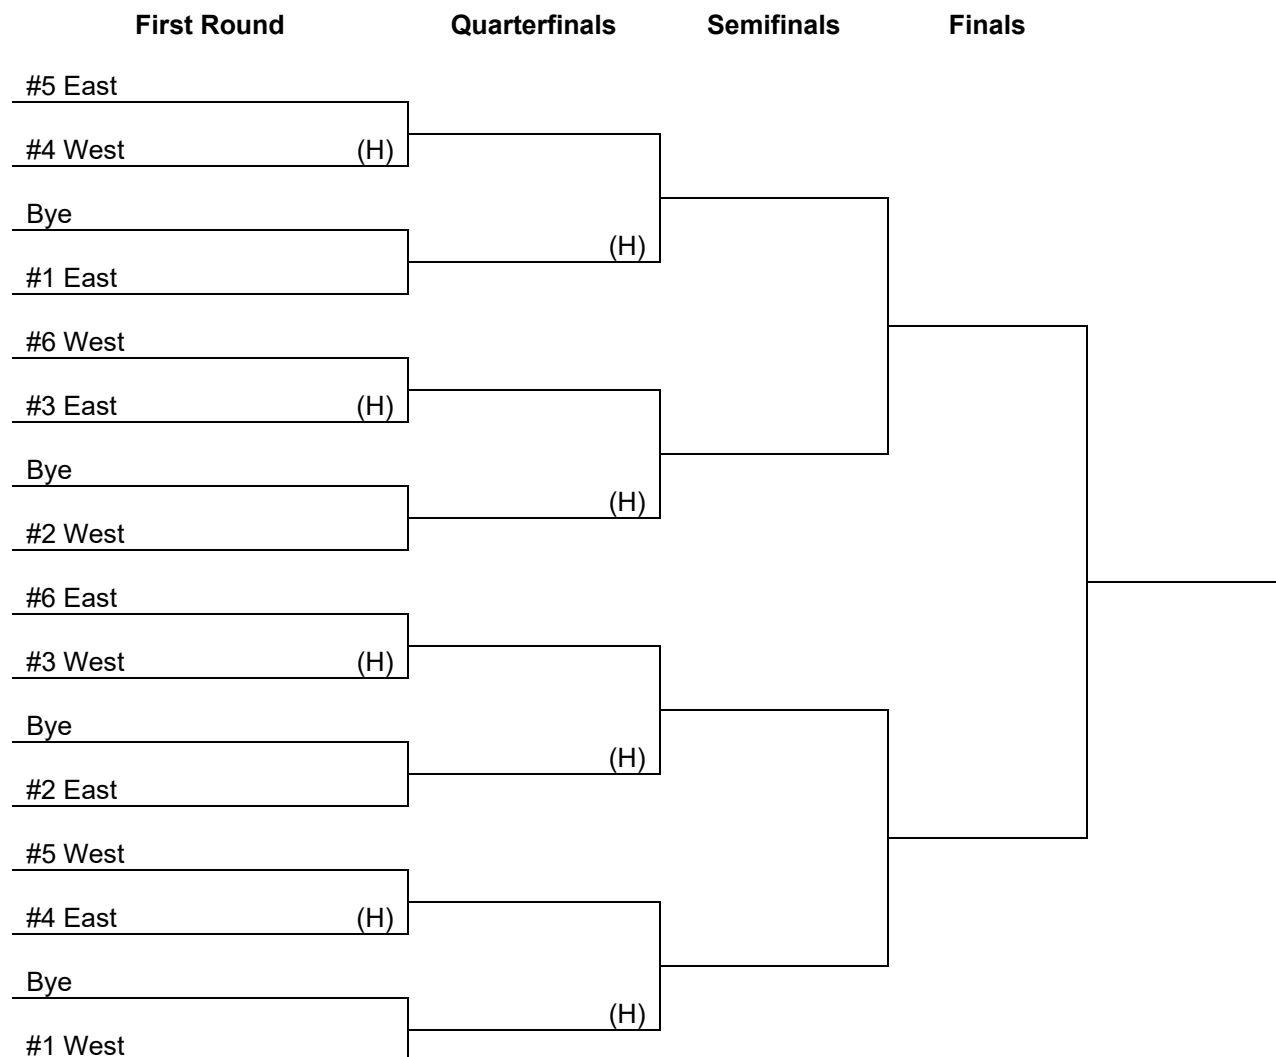 First Round Quarterfinals Semifinals Finals
#5 East
#4 West (H)
Bye
(H)
#1 East
#6 West
#3 East (H)
Bye
(H)
#2 West
#6 East
#3 West (H)
Bye
(H)
#2 East
#5 West
#4 East (H)
Bye
(H)
#1 West